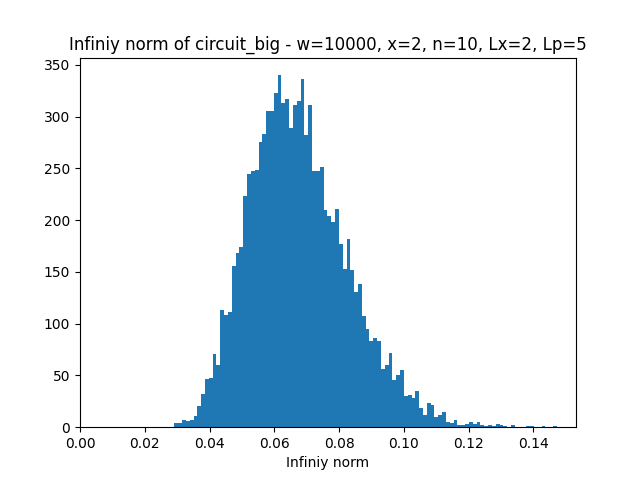 Infiniy norm of circuit_big - w=10000, x=2, n=10, Lx=2, Lp=5
350
300
250
200
150
100
50
0
0.00 0.02 0.04 0.06 0.08 0.10 0.12 0.14
Infiniy norm